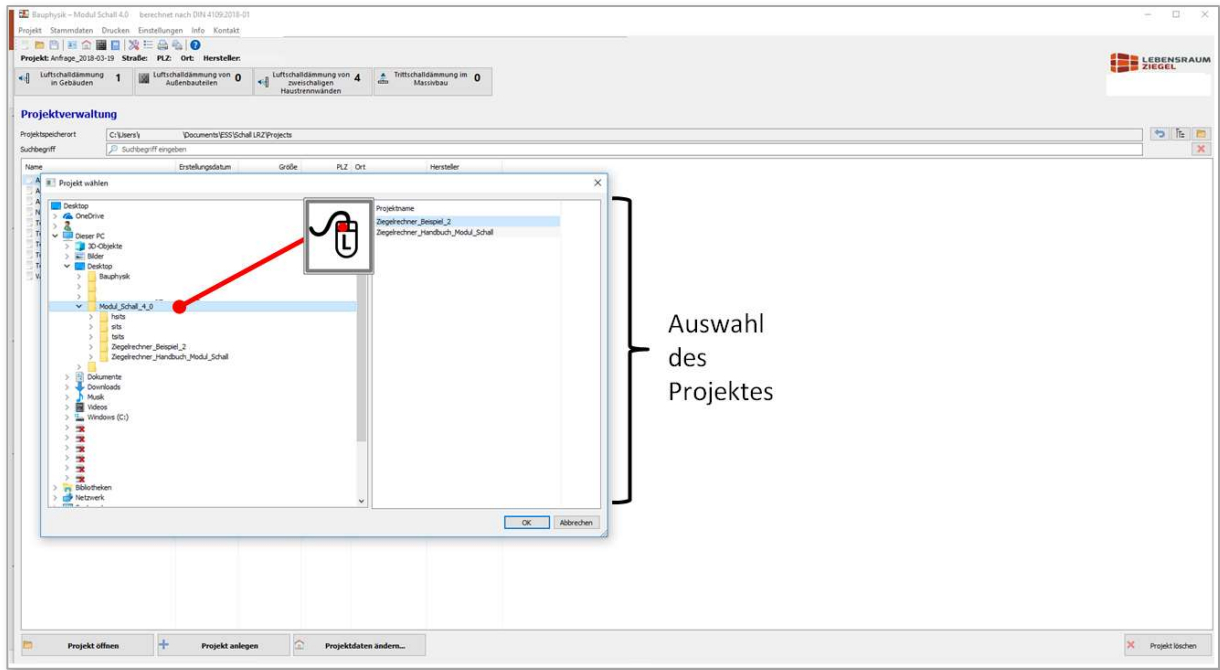 Bauphysik – Modul Schall 4.0 berechnet nach DIN 4109:2018-01
Projekt Stammdaten Drucken Einstellungen Info Kontakt
Projekt: Anfrage_2018-03-19 Straße: PLZ: Ort: Hersteller:
LEBENSRAUM
ZIEGEL
Luftschalldämmung
in Gebäuden 1
Luftschalldämmung von
Außenbauteilen 0
Luftschalldämmung von
zweischaligen
Haustrennwänden 4
Trittschalldämmung im
Massivbau 0
Projektverwaltung
Projektspeicherort C:\Users\ \Documents\ESS\Schall LRZ\Projects
Suchbegriff Suchbegriff eingeben
Name Erstellungsdatum Größe PLZ Ort Hersteller
Projekt wählen
Desktop
OneDrive
Dieser PC
3D-Objekte
Bilder
Desktop
Bauphysik
Modul_Schall_4_0
hsits
sits
tsits
Ziegelrechner_Beispiel_2
Ziegelrechner_Handbuch_Modul_Schall
Dokumente
Downloads
Musik
Videos
Windows (C:)
Bibliotheken
Netzwerk
L
Projektname
Ziegelrechner_Beispiel_2
Ziegelrechner_Handbuch_Modul_Schall
OK Abbrechen
Auswahl
des
Projektes
Projekt öffnen Projekt anlegen Projektdaten ändern... Projekt löschen